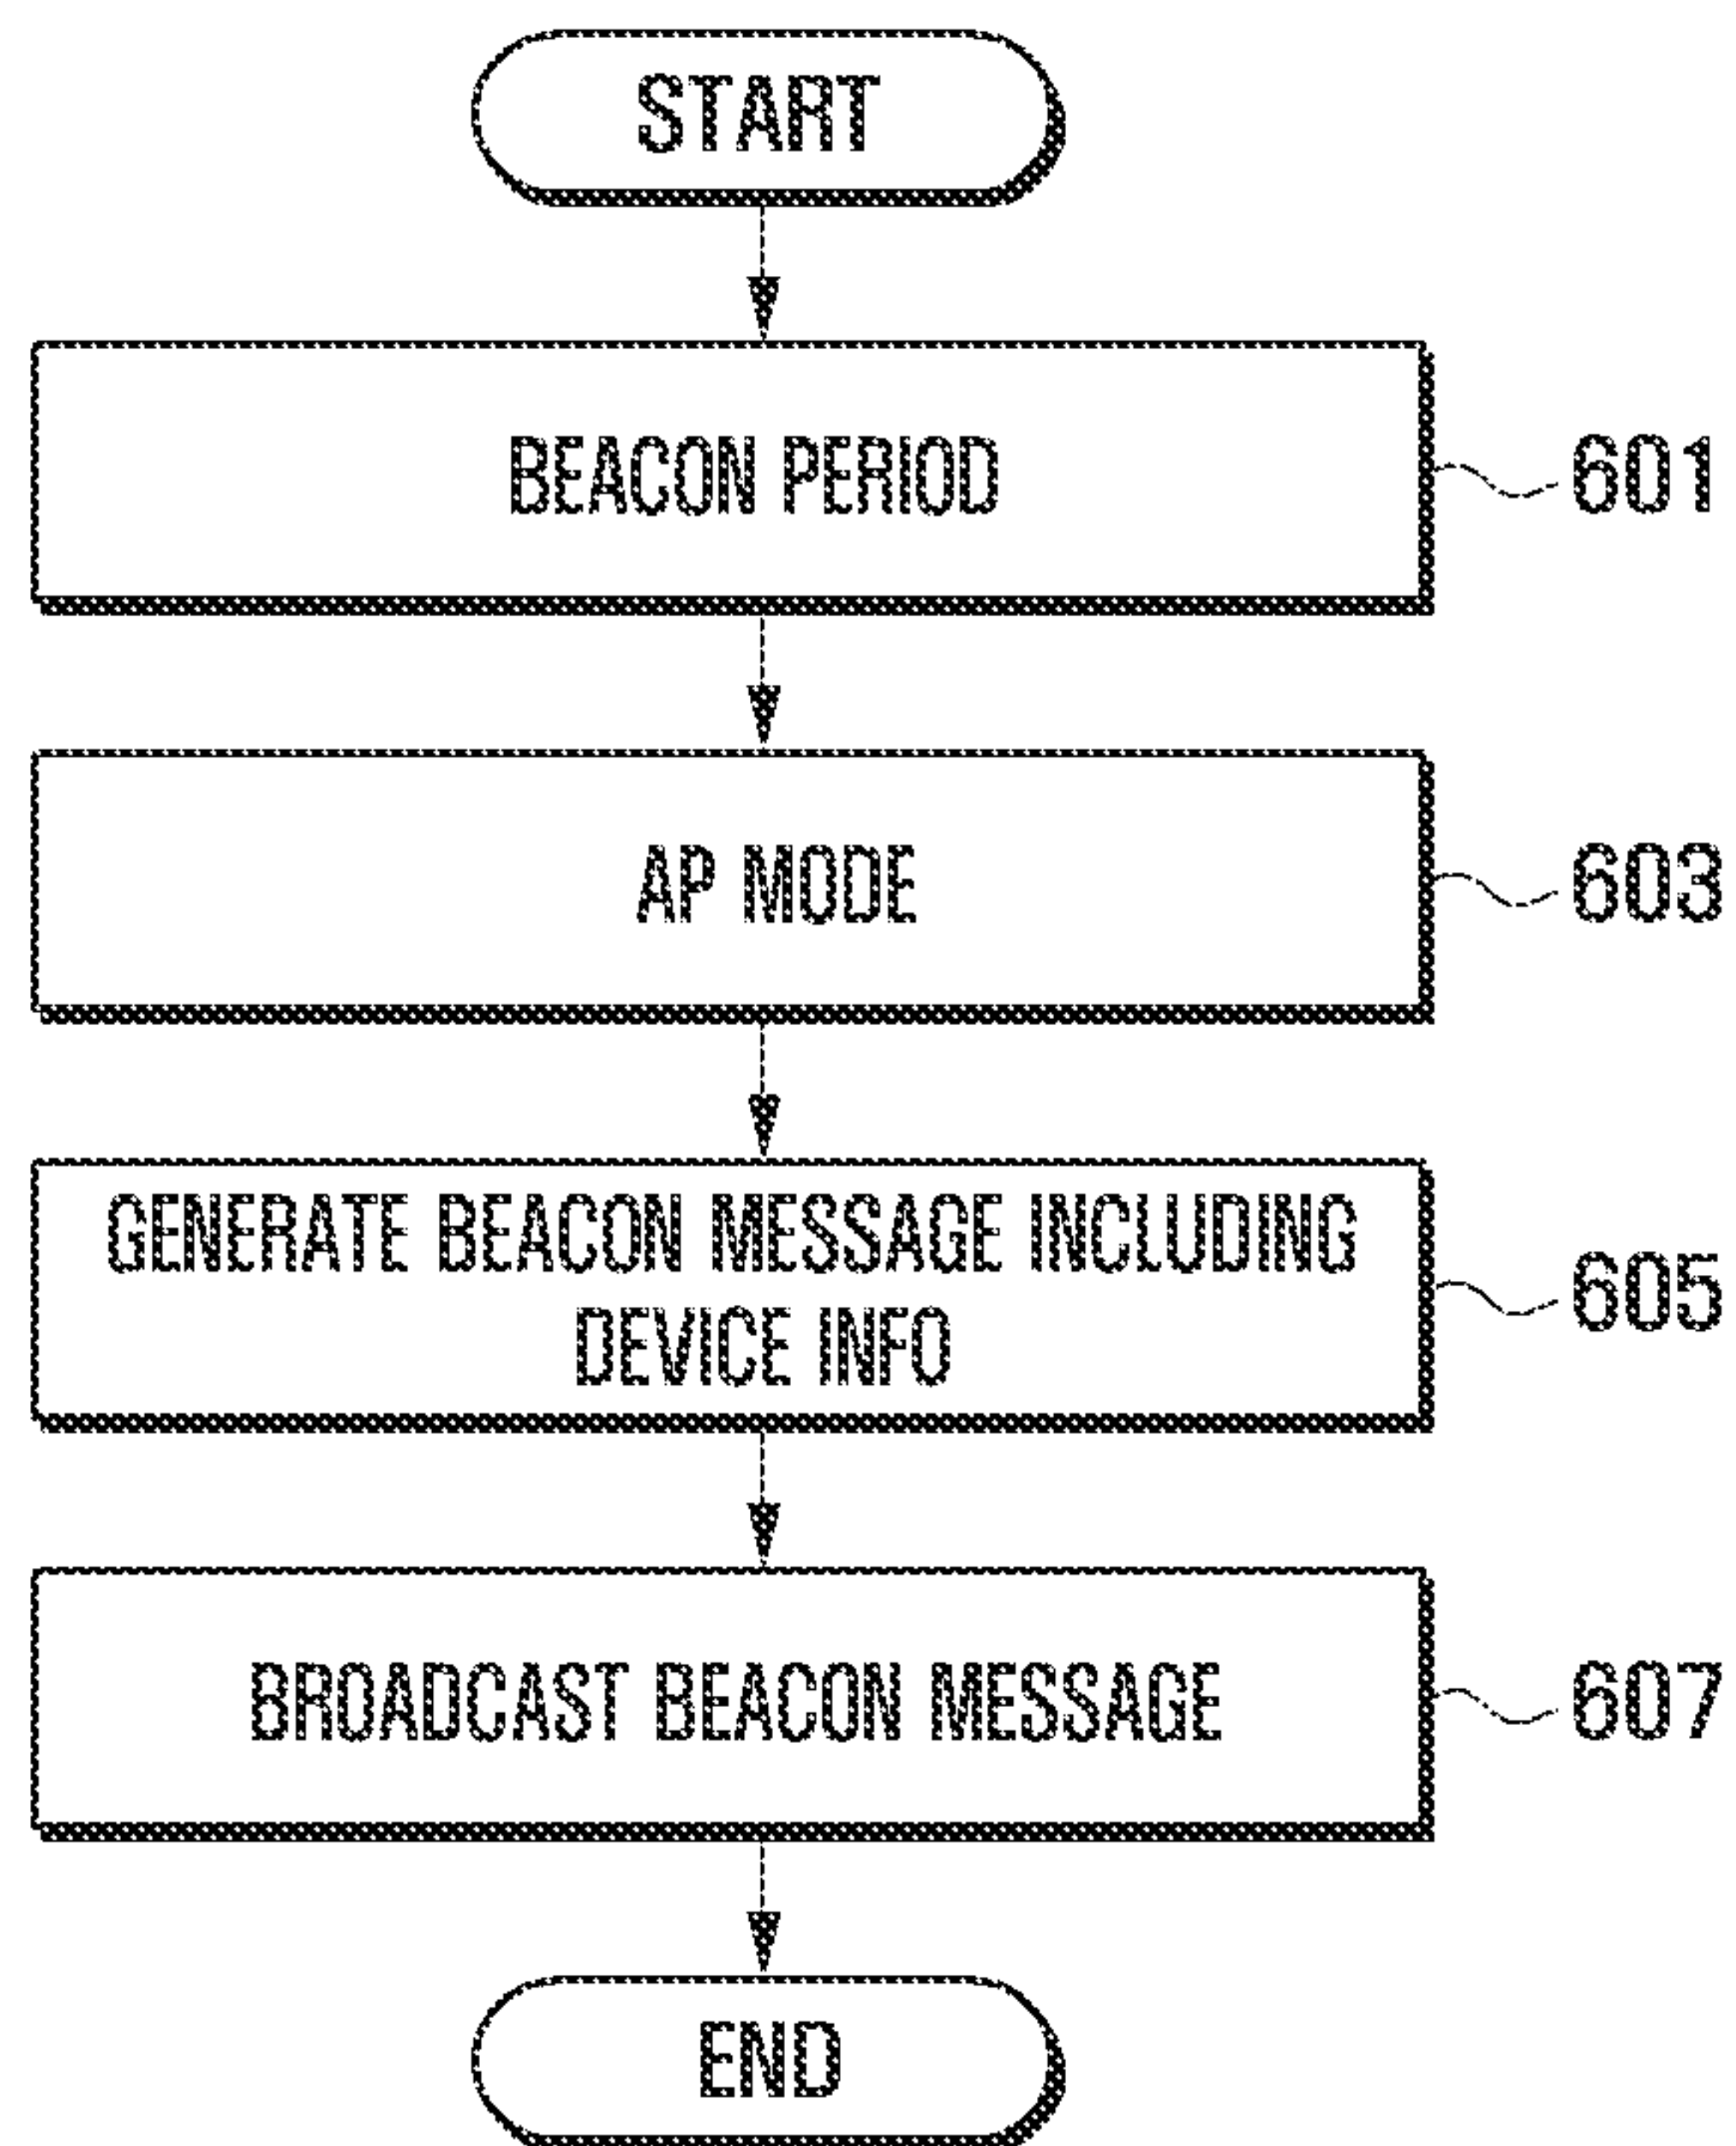 START
BEACON PERIOD
601
AP MODE
603
GENERATE BEACON MESSAGE INCLUDING
DEVICE INFO
605
BROADCAST BEACON MESSAGE
607
END